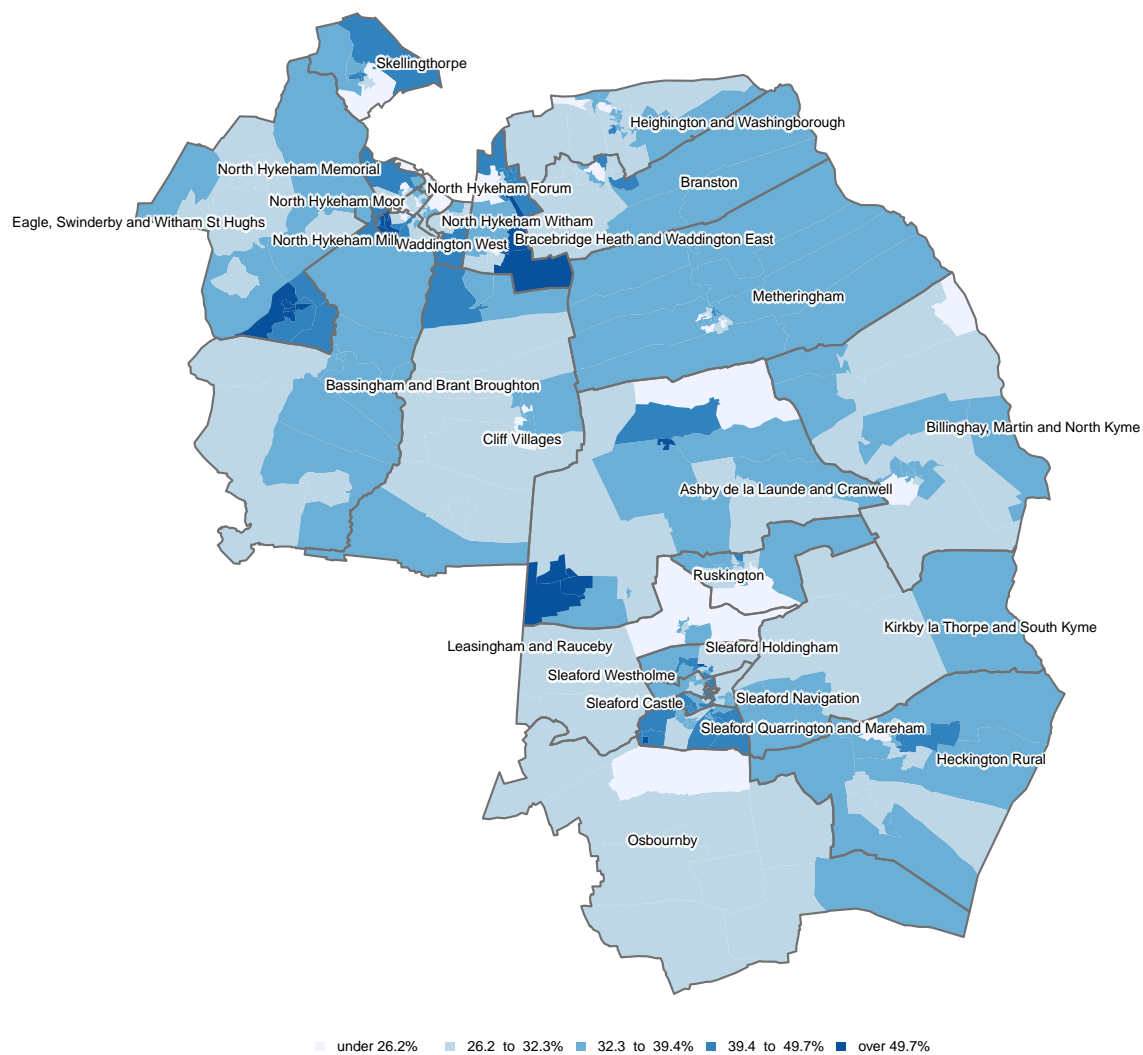 Skellingthorpe
Heighington and Washingborough
North Hykeham Memorial
Branston
North Hykeham Forum
North Hykeham Moor
Eagle, Swinderby and Witham St Hughs
North Hykeham Witham
North Hykeham Mill
Waddington West
Bracebridge Heath and Waddington East
Metheringham
Bassingham and Brant Broughton
Billinghay, Martin and North Kyme
Cliff Villages
Ashby de la Launde and Cranwell
Ruskington
Kirkby la Thorpe and South Kyme
Leasingham and Rauceby
Sleaford Holdingham
Sleaford Westholme
Sleaford Navigation
Sleaford Castle
Sleaford Quarrington and Mareham
Heckington Rural
Osbournby
under 26.2% 26.2 to 32.3% 32.3 to 39.4% 39.4 to 49.7% over 49.7%